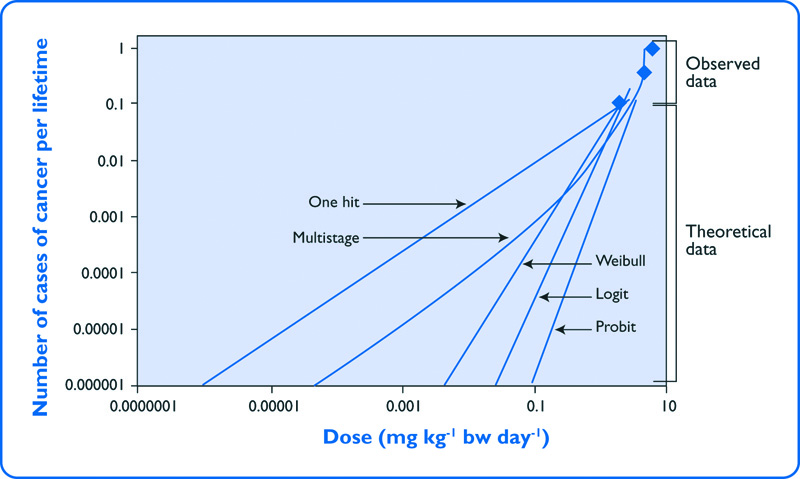 Number of cases of cancer per lifetime
1
0.1
0.01
0.001
0.0001
0.00001
0.000001
One hit
Multistage
Weibull
Logit
Probit
Observed
data
Theoretical
data
0.0000001
0.00001
0.001
0.1
10
Dose (mg kg⁻¹ bw day⁻¹)